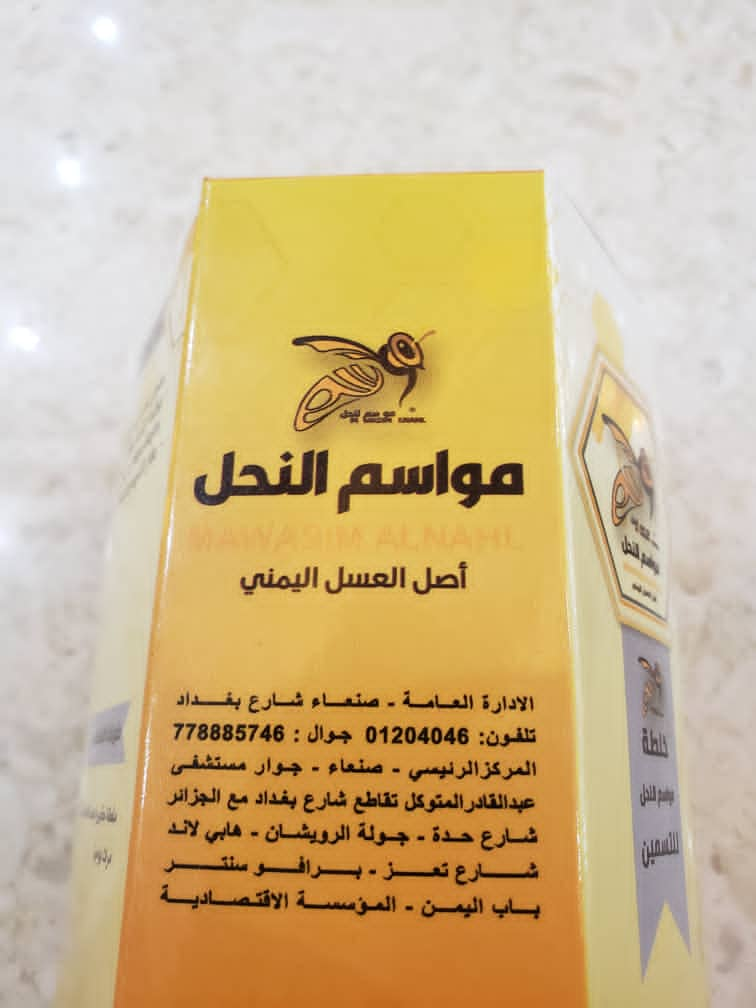 مواسم النحل
MAWASIM ALNAHL
أصل العسل اليمني
الادارة العامة - صنعاء شارع بغداد
تلفون: 01204046 جوال : 778885746
المركز الرئيسي - صنعاء - جوار مستشفى
عبدالقادر المتوكل تقاطع شارع بغداد مع الجزائر
شارع حدة - جولة الرويشان - هابي لاند
شارع تعز - برافو سنتر
باب اليمن - المؤسسة الاقتصادية
مواسم النحل
خلطة
مواسم النحل
للتسمين